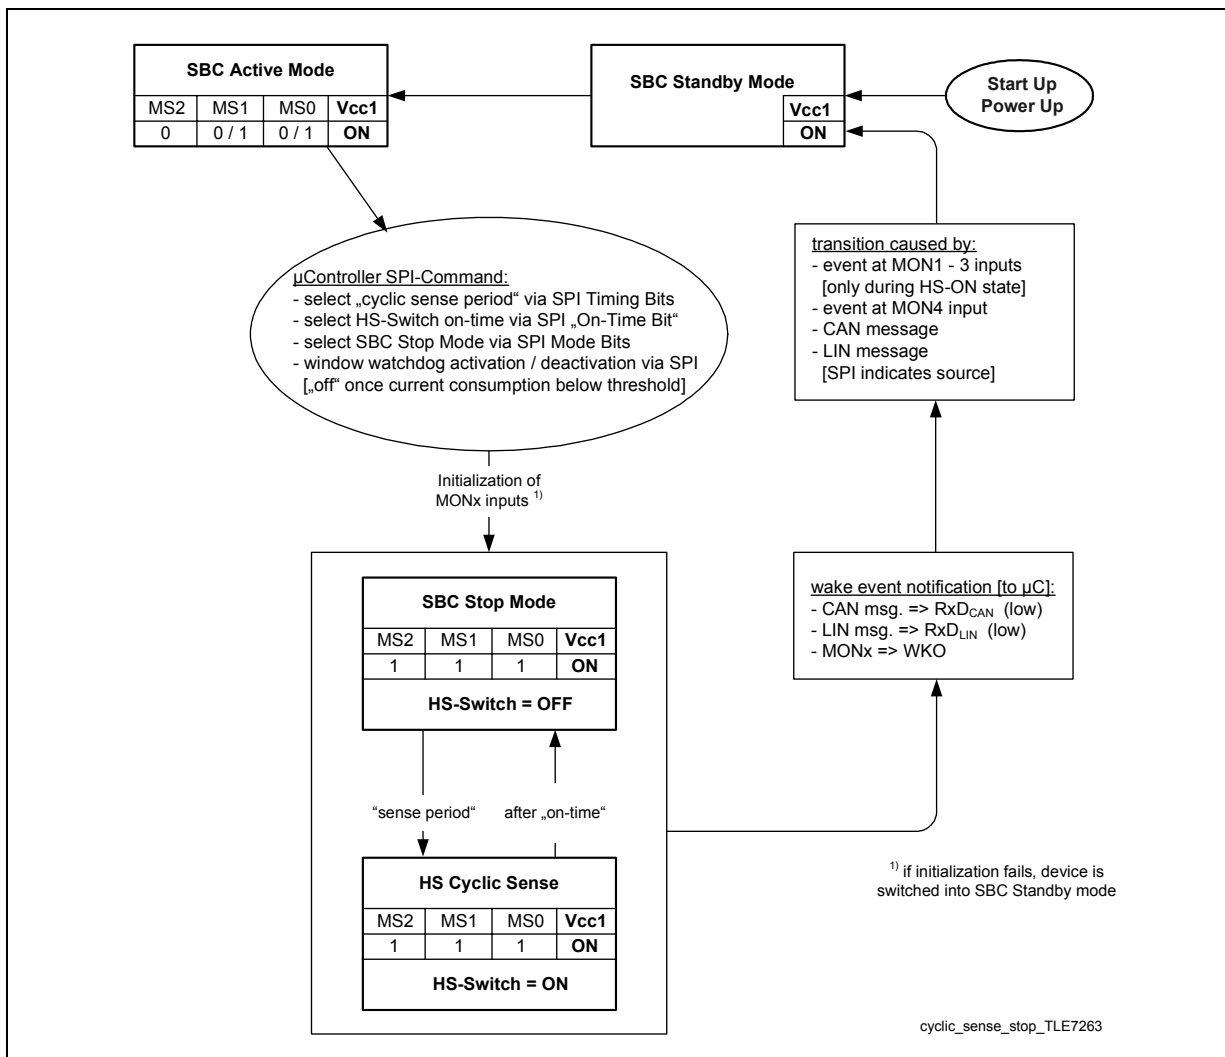 SBC Active Mode
MS2 MS1 MS0 Vcc1
0 0 / 1 0 / 1 ON
SBC Standby Mode
Vcc1
ON
Start Up
Power Up
µController SPI-Command:
- select „cyclic sense period“ via SPI Timing Bits
- select HS-Switch on-time via SPI „On-Time Bit“
- select SBC Stop Mode via SPI Mode Bits
- window watchdog activation / deactivation via SPI
[„off“ once current consumption below threshold]
transition caused by:
- event at MON1 - 3 inputs
[only during HS-ON state]
- event at MON4 input
- CAN message
- LIN message
[SPI indicates source]
Initialization of
MONx inputs 1)
SBC Stop Mode
MS2 MS1 MS0 Vcc1
1 1 1 ON
HS-Switch = OFF
wake event notification [to µC]:
- CAN msg. => RxDCAN (low)
- LIN msg. => RxDLIN (low)
- MONx => WKO
“sense period“
after „on-time“
HS Cyclic Sense
MS2 MS1 MS0 Vcc1
1 1 1 ON
HS-Switch = ON
1) if initialization fails, device is
switched into SBC Standby mode
cyclic_sense_stop_TLE7263